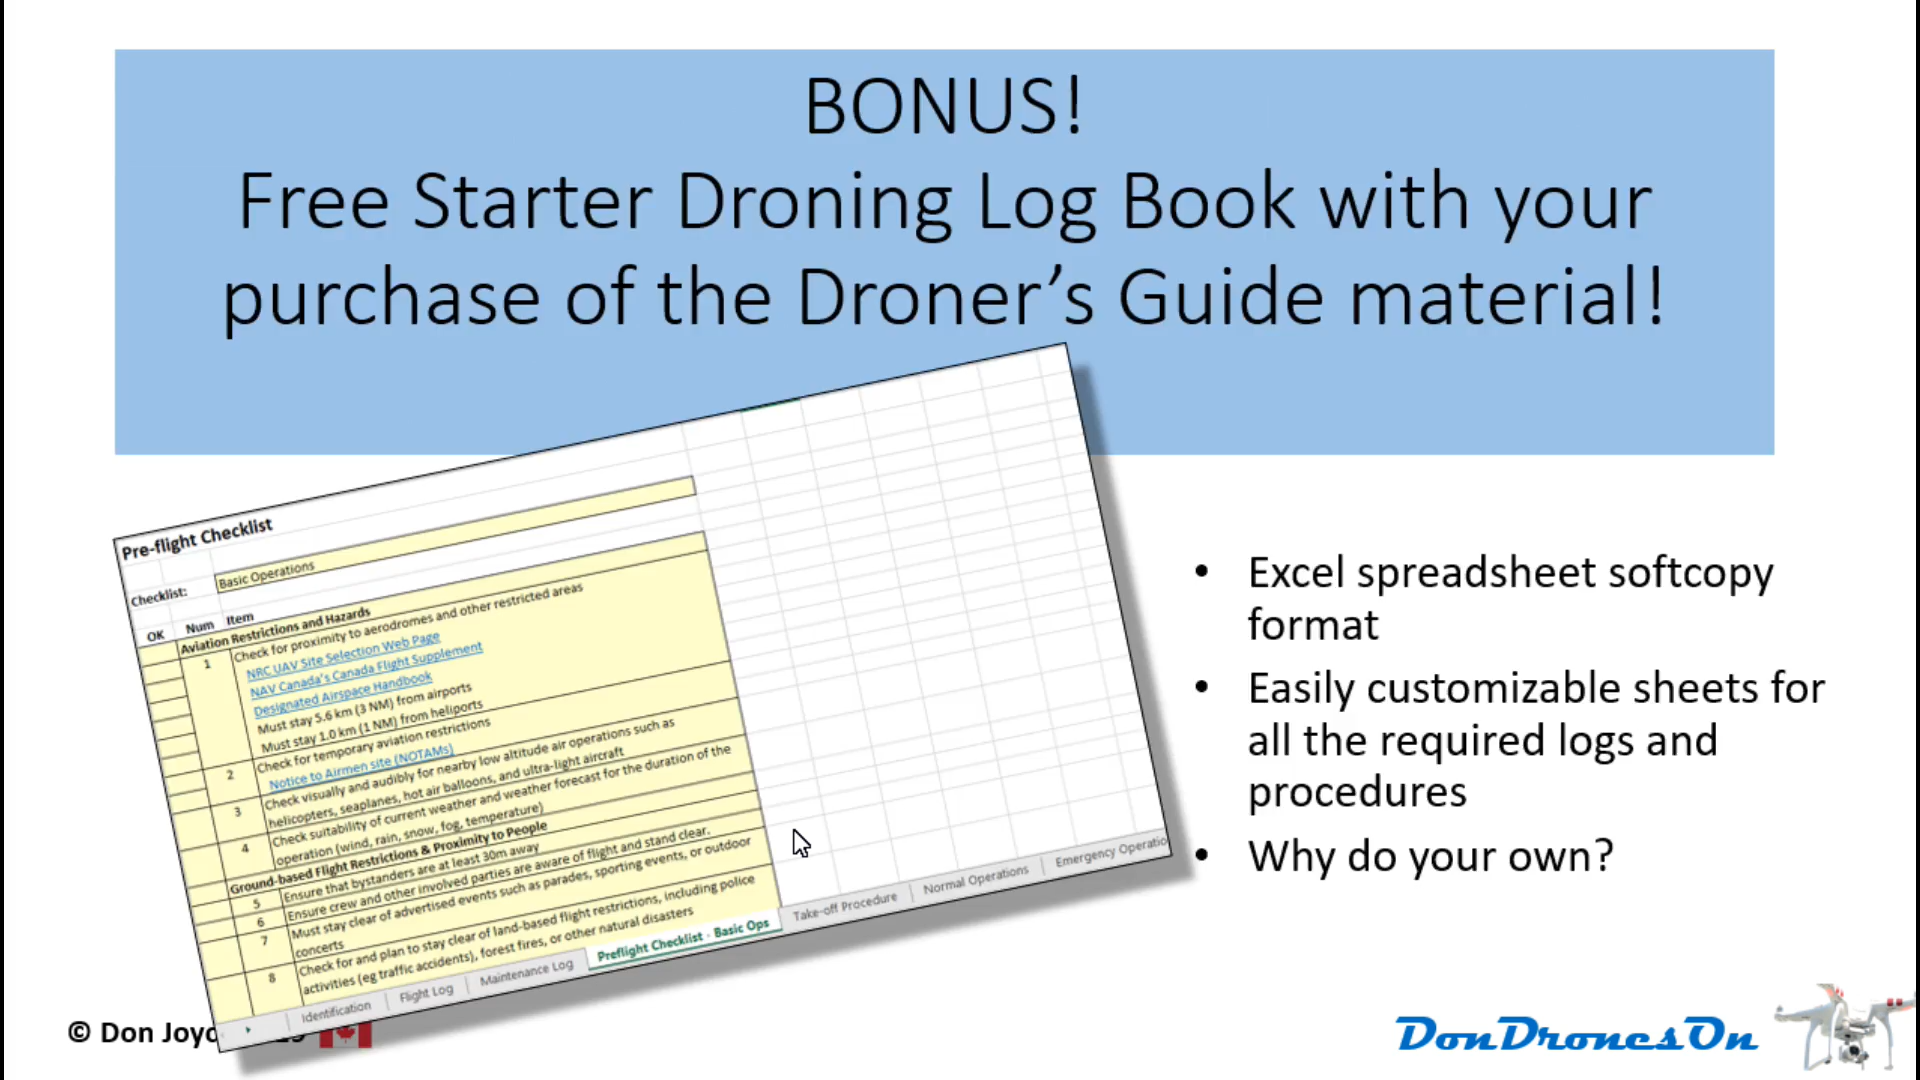 BONUS!
Free Starter Droning Log Book with your
purchase of the Droner’s Guide material!
Pre-flight Checklist
Checklist: Basic Operations
OK Num Item
Aviation Restrictions and Hazards
1 Check for proximity to aerodromes and other restricted areas
NRC UAV Site Selection Web Page
NAV Canada's Canada Flight Supplement
Designated Airspace Handbook
Must stay 5.6 km (3 NM) from airports
Must stay 1.0 km (1 NM) from heliports
2 Check for temporary aviation restrictions
Notice to Airmen site (NOTAMs)
3 Check visually and audibly for nearby low altitude air operations such as
helicopters, seaplanes, hot air balloons, and ultra-light aircraft
4 Check suitability of current weather and weather forecast for the duration of the
operation (wind, rain, snow, fog, temperature)
Ground-based Flight Restrictions & Proximity to People
5 Ensure that bystanders are at least 30m away
6 Ensure crew and other involved parties are aware of flight and stand clear.
7 Must stay clear of advertised events such as parades, sporting events, or outdoor
concerts
8 Check for and plan to stay clear of land-based flight restrictions, including police
activities (eg traffic accidents), forest fires, or other natural disasters
Identification Flight Log Maintenance Log Preflight Checklist - Basic Ops Take-off Procedure Normal Operations Emergency Operatio
• Excel spreadsheet softcopy
format
• Easily customizable sheets for
all the required logs and
procedures
• Why do your own?
© Don Joyc
DonDronesOn